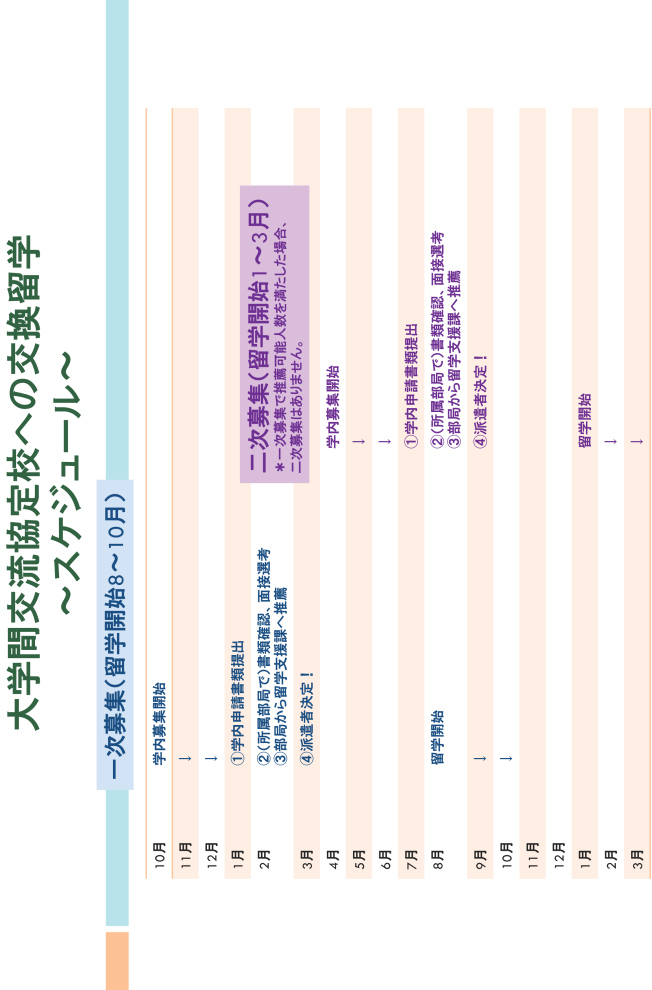 大学間交流協定校への交換留学
～スケジュール～
一次募集（留学開始8～10月）
10月 学内募集開始
11月 ↓
12月 ↓
1月 ①学内申請書類提出
二次募集（留学開始1～3月）
＊一次募集で推薦可能人数を満たした場合、
二次募集はありません。
2月 ②（所属部局で）書類確認、面接選考
③部局から留学支援課へ推薦
3月 ④派遣者決定！
4月 学内募集開始
5月 ↓
6月 ↓
7月 ①学内申請書類提出
8月 留学開始 ②（所属部局で）書類確認、面接選考
③部局から留学支援課へ推薦
9月 ↓ ④派遣者決定！
10月 ↓
11月
12月
1月 留学開始
2月 ↓
3月 ↓